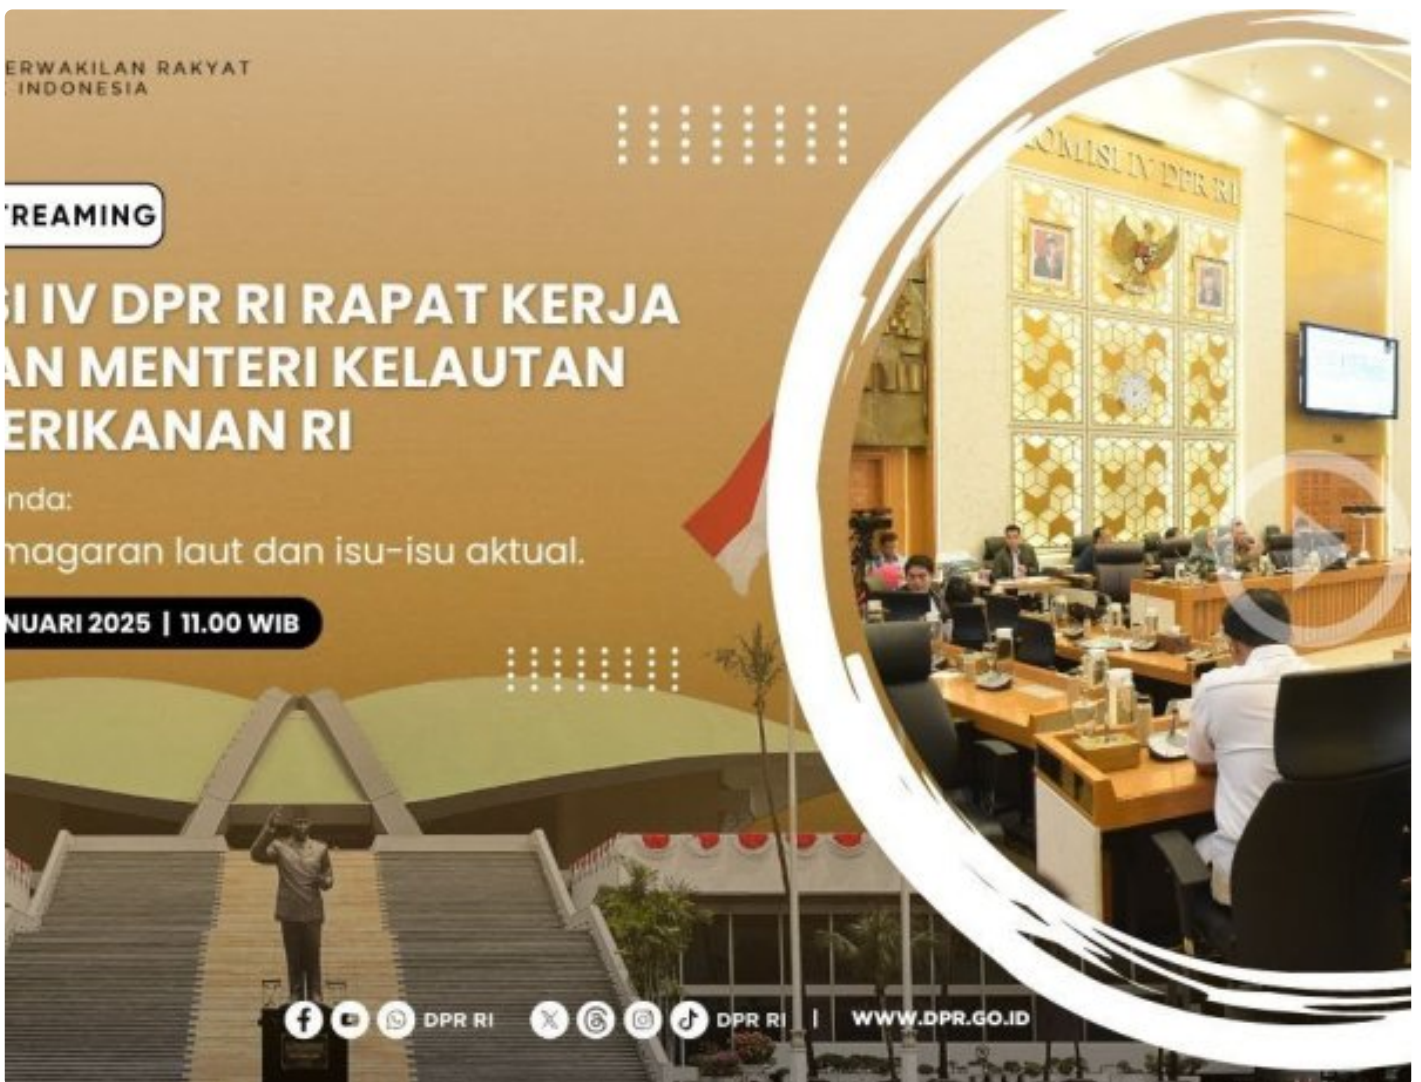 ERWAKILAN RAKYAT
INDONESIA
TREAMING
SI IV DPR RI RAPAT KERJA
AN MENTERI KELAUTAN
ERIKANAN RI
nda:
magaran laut dan isu-isu aktual.
NUARI 2025 | 11.00 WIB
OMISI IV DPR RI
DPR RI
DPR RI | WWW.DPR.GO.ID